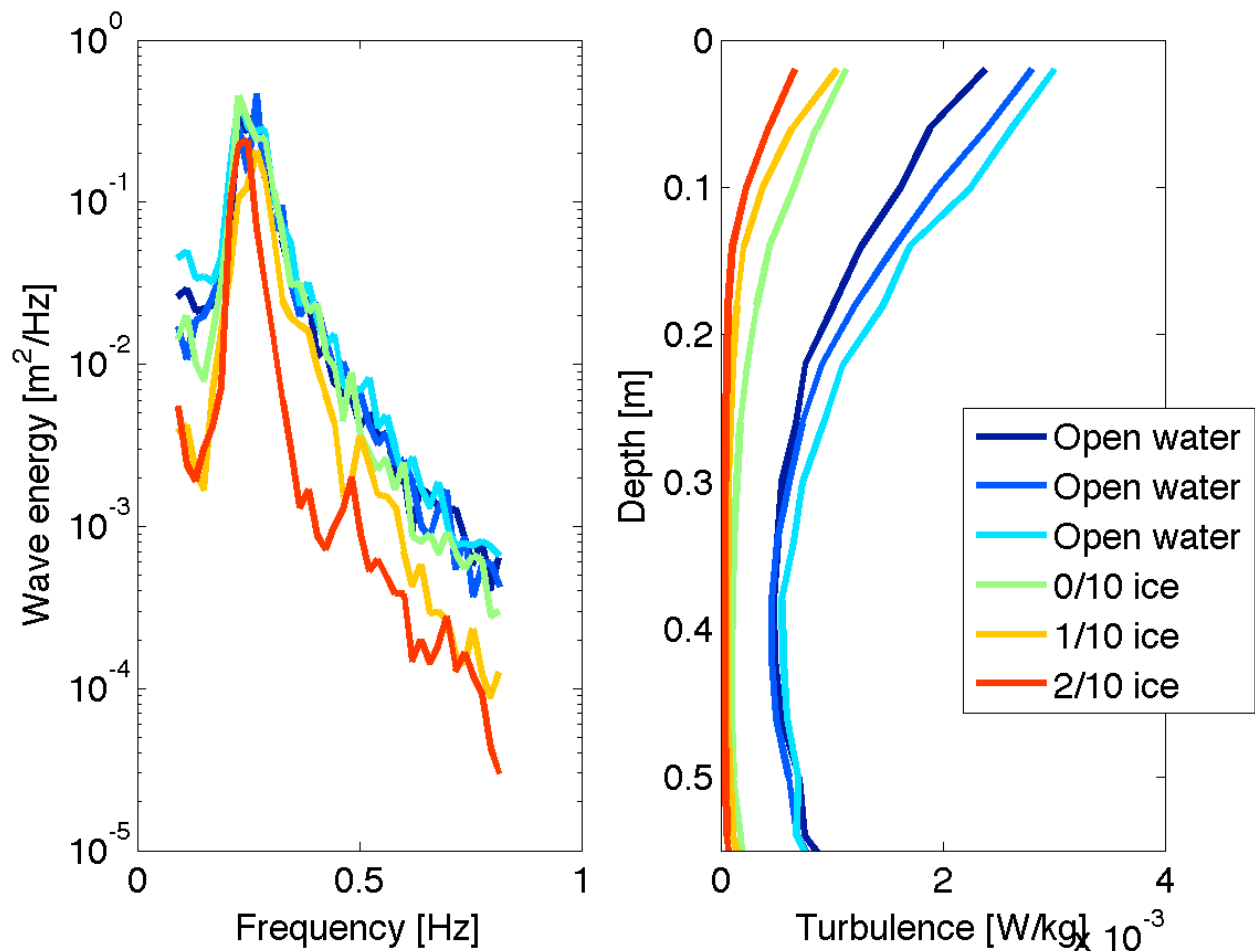 10^0
10^-1
10^-2
10^-3
10^-4
10^-5
Wave energy [m^2/Hz]
0
0.5
1
Frequency [Hz]
0
0.1
0.2
0.3
0.4
0.5
Depth [m]
0
2
4
Turbulence [W/kg]
x 10^-3
Open water
Open water
Open water
0/10 ice
1/10 ice
2/10 ice